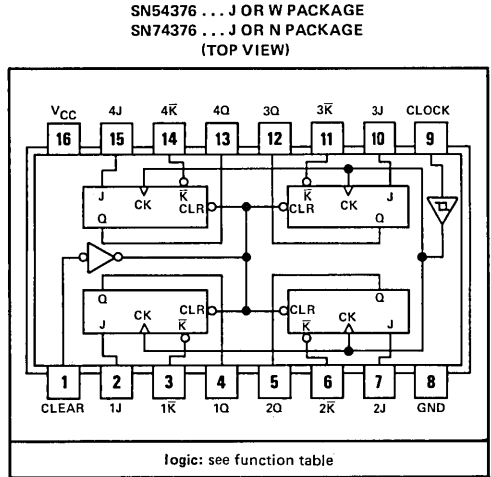 SN54376 . . . J OR W PACKAGE
SN74376 . . . J OR N PACKAGE
(TOP VIEW)
VCC 4J 4K̅ 4Q 3Q 3K̅ 3J CLOCK
16 15 14 13 12 11 10 9
J CK K̅ K̅ CK J
Q CLR CLR Q
Q CLR CLR Q
J CK K̅ K̅ CK J
1 2 3 4 5 6 7 8
CLEAR 1J 1K̅ 1Q 2Q 2K̅ 2J GND
logic: see function table